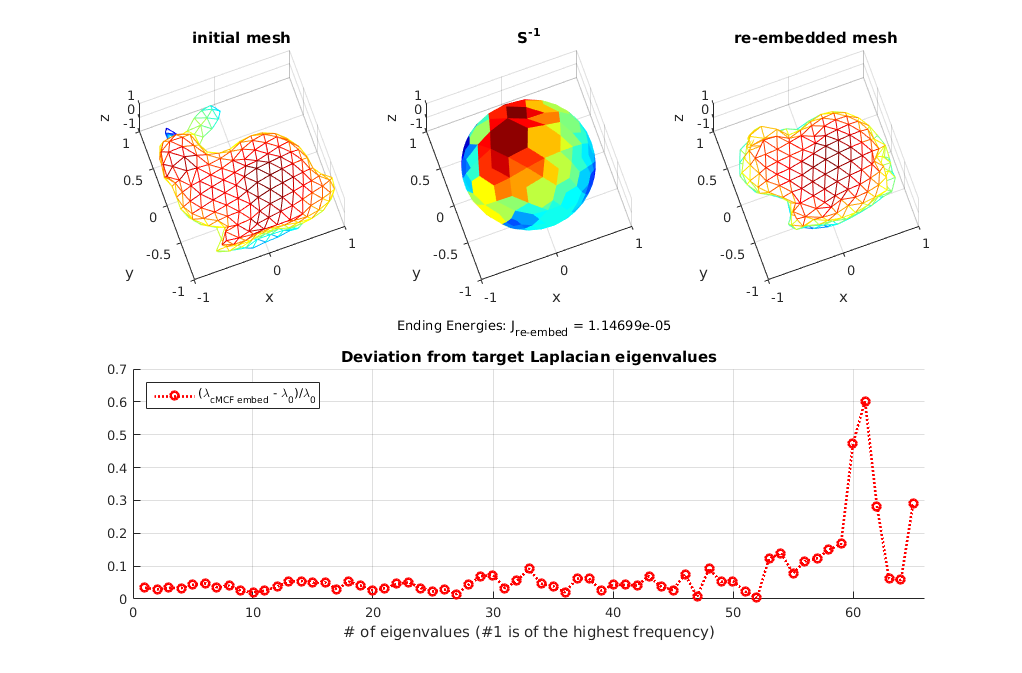 initial mesh
S-1
re-embedded mesh
1
0
-1
z
1
0.5
0
-0.5
-1
y
-1
0
1
x
1
0
-1
z
1
0.5
0
-0.5
-1
y
-1
0
1
x
1
0
-1
z
1
0.5
0
-0.5
-1
y
-1
0
1
x
Ending Energies: Jre-embed = 1.14699e-05
Deviation from target Laplacian eigenvalues
0.7
0.6
0.5
0.4
0.3
0.2
0.1
0
(λcMCF embed - λ0)/λ0
0 10 20 30 40 50 60
# of eigenvalues (#1 is of the highest frequency)